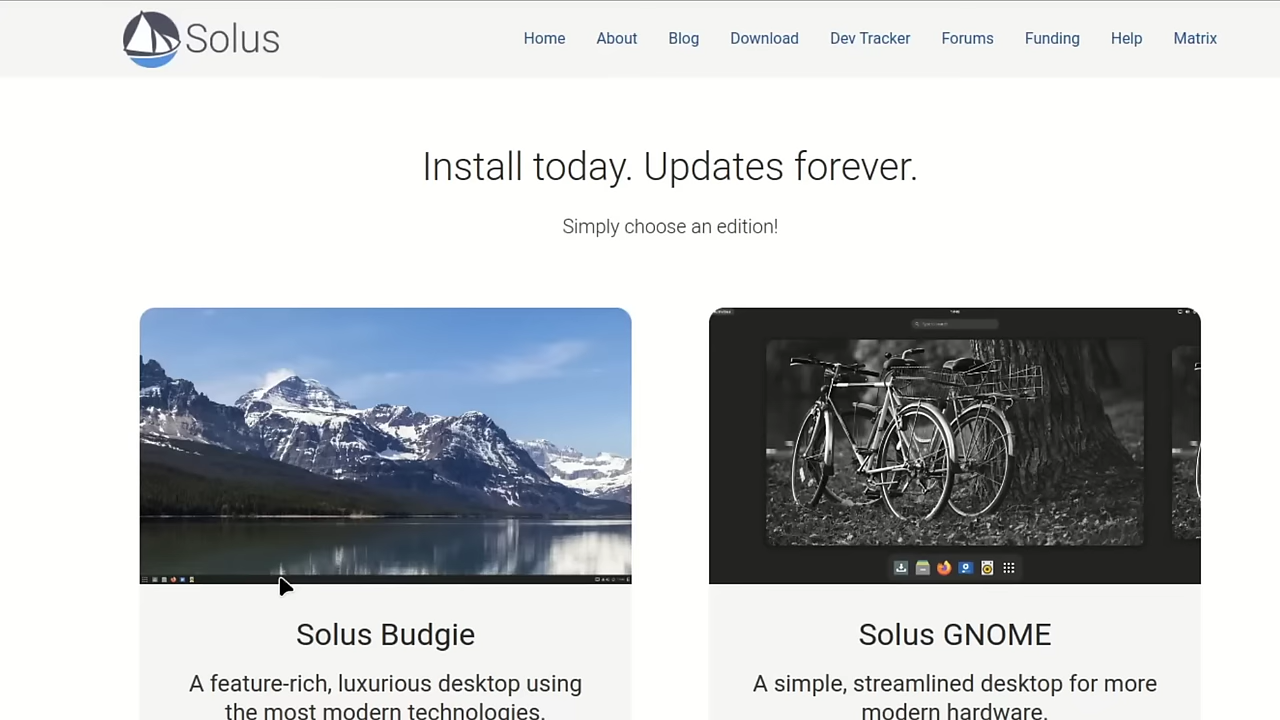 Solus
Home About Blog Download Dev Tracker Forums Funding Help Matrix
Install today. Updates forever.
Simply choose an edition!
Solus Budgie
A feature-rich, luxurious desktop using
the most modern technologies.
Solus GNOME
A simple, streamlined desktop for more
modern hardware.